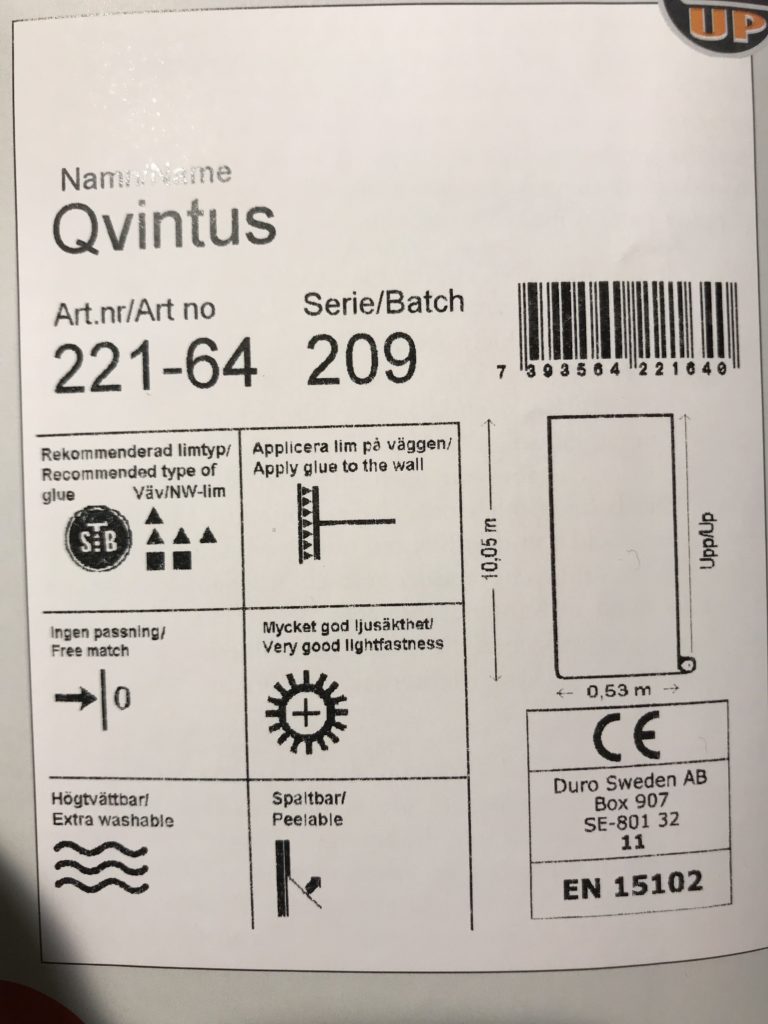 UP
Namn/Name
Qvintus
Art.nr/Art no
Serie/Batch
221-64
209
7 393564 221640
Rekommenderad limtyp/
Recommended type of
glue
Väv/NW-lim
STB
Applicera lim på väggen/
Apply glue to the wall
10,05 m
Upp/Up
0,53 m
Ingen passning/
Free match
0
Mycket god ljusäkthet/
Very good lightfastness
Högtvättbar/
Extra washable
Spaltbar/
Peelable
CE
Duro Sweden AB
Box 907
SE-801 32
11
EN 15102